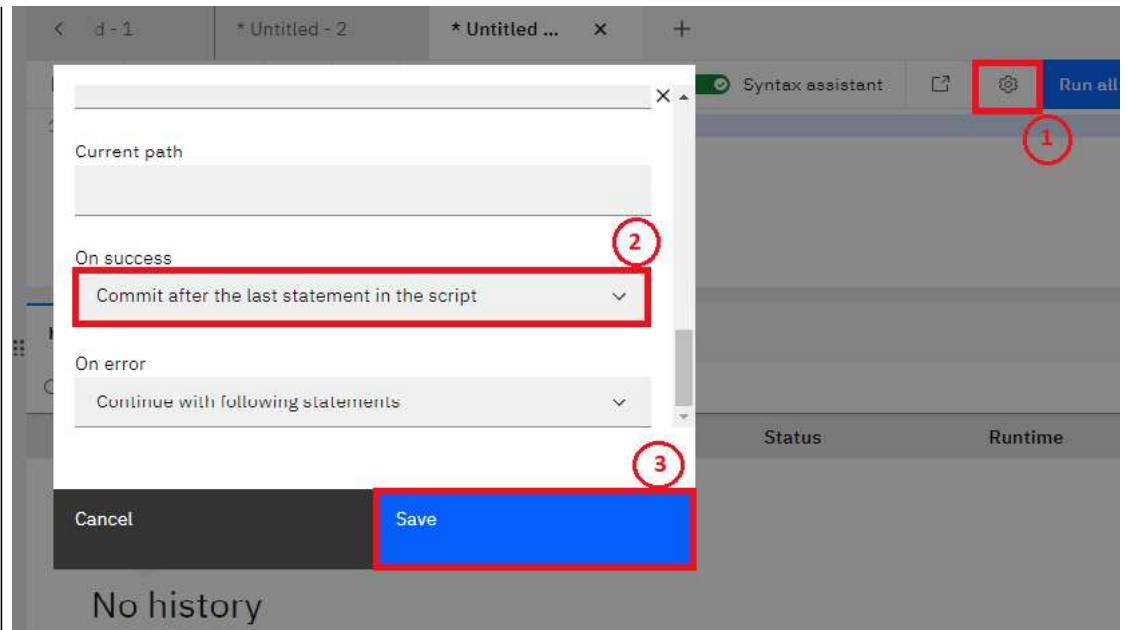 d - 1
* Untitled - 2
* Untitled ...
Syntax assistant
Run all
1
Current path
2
On success
Commit after the last statement in the script
On error
Continue with following statements
Status
Runtime
3
Cancel
Save
No history